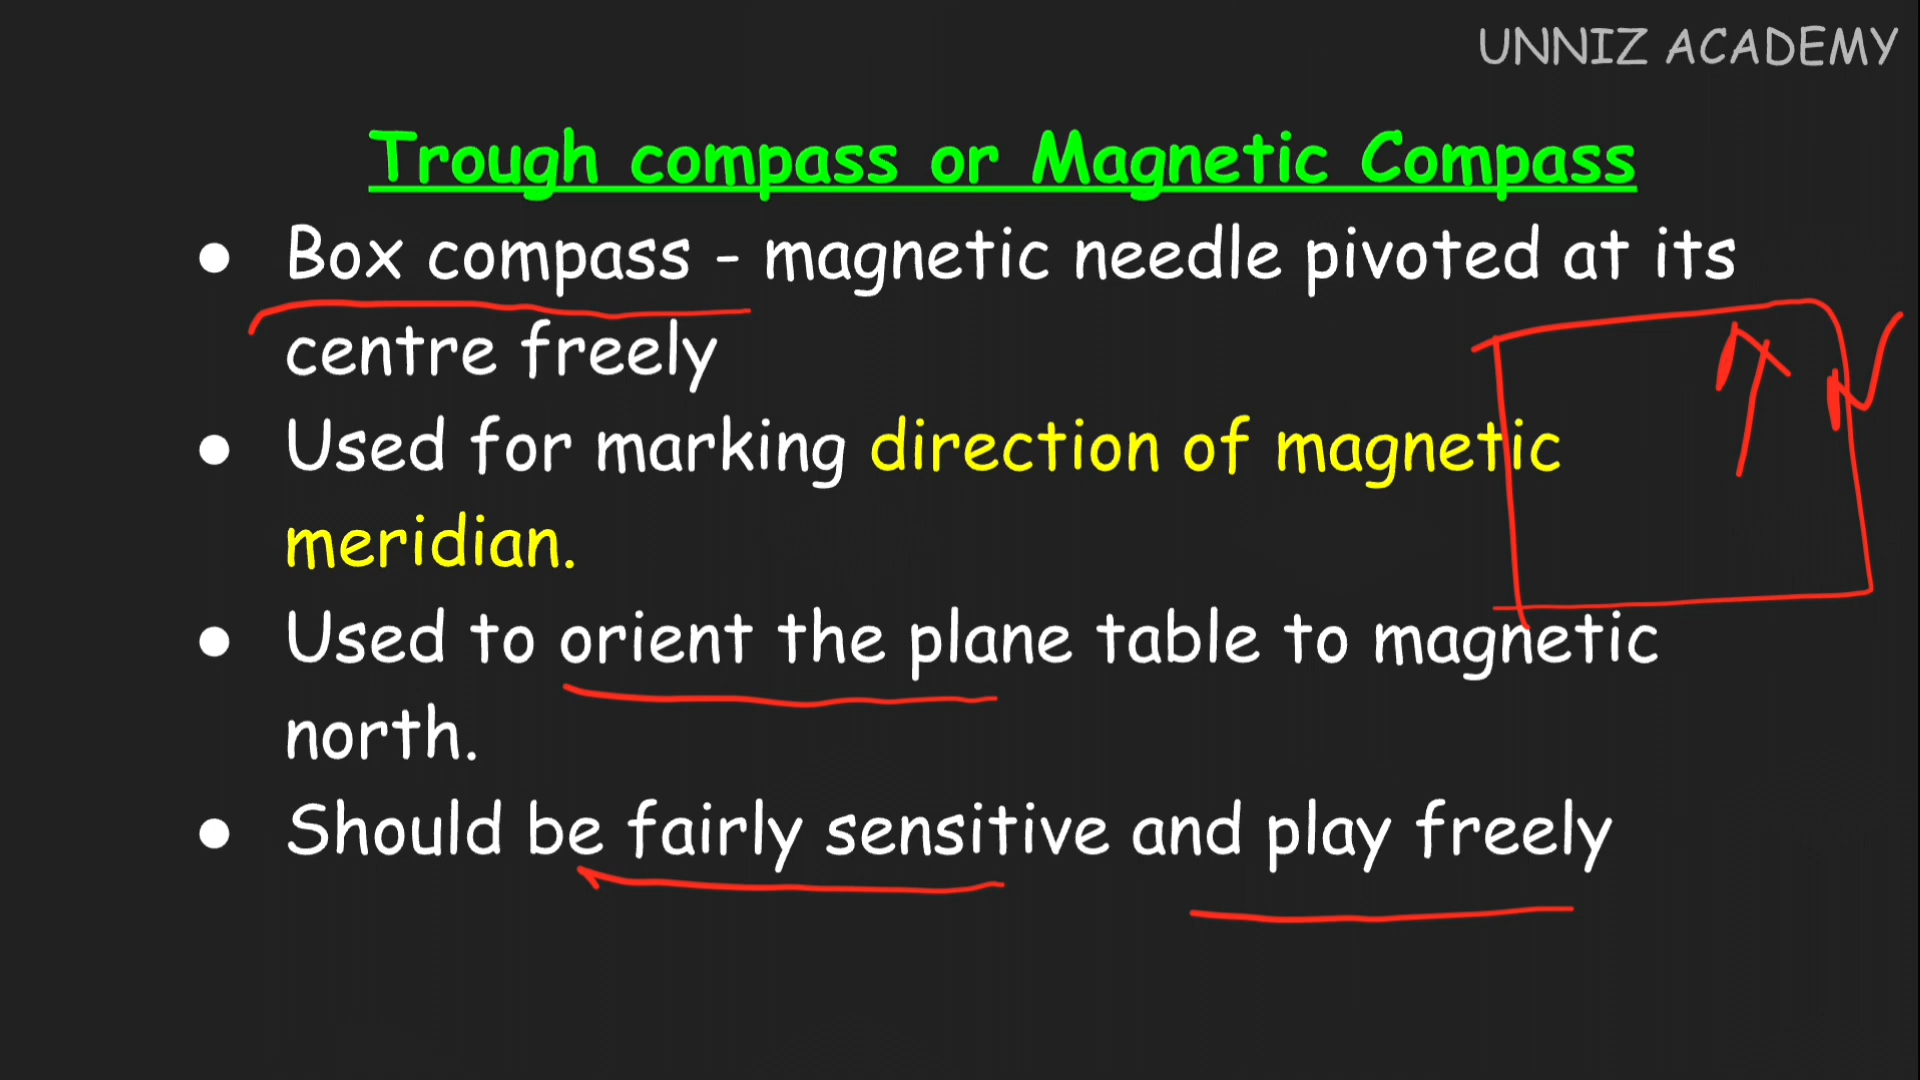 UNNIZ ACADEMY
Trough compass or Magnetic Compass
● Box compass - magnetic needle pivoted at its
centre freely
● Used for marking direction of magnetic
meridian.
● Used to orient the plane table to magnetic
north.
● Should be fairly sensitive and play freely
N